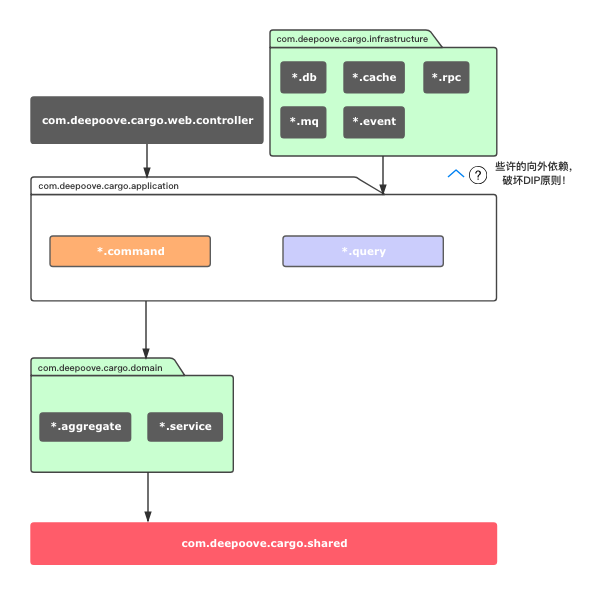 com.deepoove.cargo.infrastructure
*.db
*.cache
*.rpc
*.mq
*.event
com.deepoove.cargo.web.controller
?
些许的向外依赖，
破坏DIP原则！
com.deepoove.cargo.application
*.command
*.query
com.deepoove.cargo.domain
*.aggregate
*.service
com.deepoove.cargo.shared